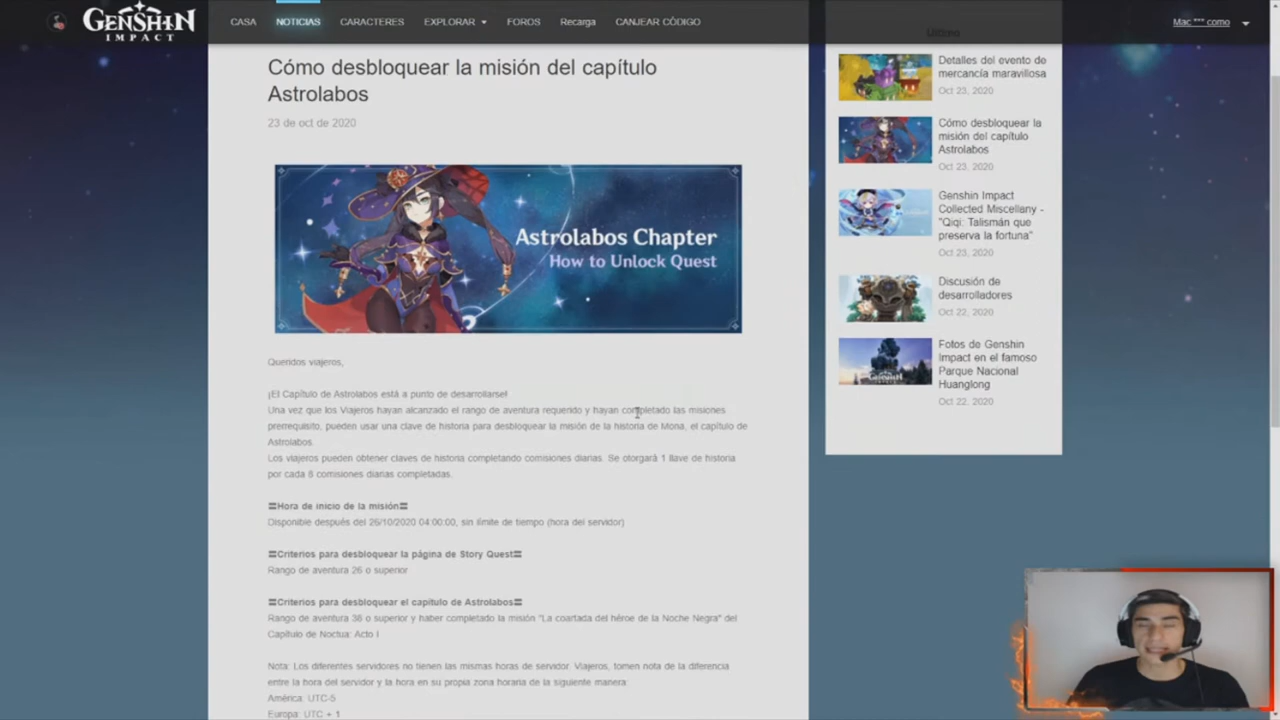 GENSHIN
IMPACT
CASA
NOTICIAS
CARACTERES
EXPLORAR
FOROS
Recarga
CANJEAR CÓDIGO
Mac *** como
Cómo desbloquear la misión del capítulo
Astrolabos
23 de oct de 2020
Astrolabos Chapter
How to Unlock Quest
Queridos viajeros,
¡El Capítulo de Astrolabos está a punto de desarrollarse!
Una vez que los Viajeros hayan alcanzado el rango de aventura requerido y hayan completado las misiones
prerrequisito, pueden usar una clave de historia para desbloquear la misión de la historia de Mona, el capítulo de
Astrolabos.
Los viajeros pueden obtener claves de historia completando comisiones diarias. Se otorgará 1 llave de historia
por cada 8 comisiones diarias completadas.
〓Hora de inicio de la misión〓
Disponible después del 26/10/2020 04:00:00, sin límite de tiempo (hora del servidor)
〓Criterios para desbloquear la página de Story Quest〓
Rango de aventura 26 o superior
〓Criterios para desbloquear el capítulo de Astrolabos〓
Rango de aventura 38 o superior y haber completado la misión "La coartada del héroe de la Noche Negra" del
Capítulo de Noctua: Acto I
Nota: Los diferentes servidores no tienen las mismas horas de servidor. Viajeros, tomen nota de la diferencia
entre la hora del servidor y la hora en su propia zona horaria de la siguiente manera:
América: UTC-5
Europa: UTC + 1
Último
Detalles del evento de
mercancía maravillosa
Oct 23, 2020
Cómo desbloquear la
misión del capítulo
Astrolabos
Oct 23, 2020
Genshin Impact
Collected Miscellany -
"Qiqi: Talismán que
preserva la fortuna"
Oct 23, 2020
Discusión de
desarrolladores
Oct 22, 2020
Fotos de Genshin
Impact en el famoso
Parque Nacional
Huanglong
Oct 22, 2020